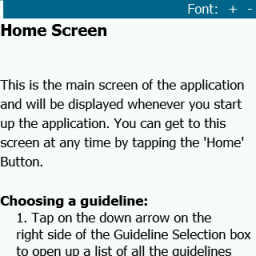 Font: + -
Home Screen
This is the main screen of the application
and will be displayed whenever you start
up the application. You can get to this
screen at any time by tapping the 'Home'
Button.
Choosing a guideline:
1. Tap on the down arrow on the
right side of the Guideline Selection box
to open up a list of all the guidelines